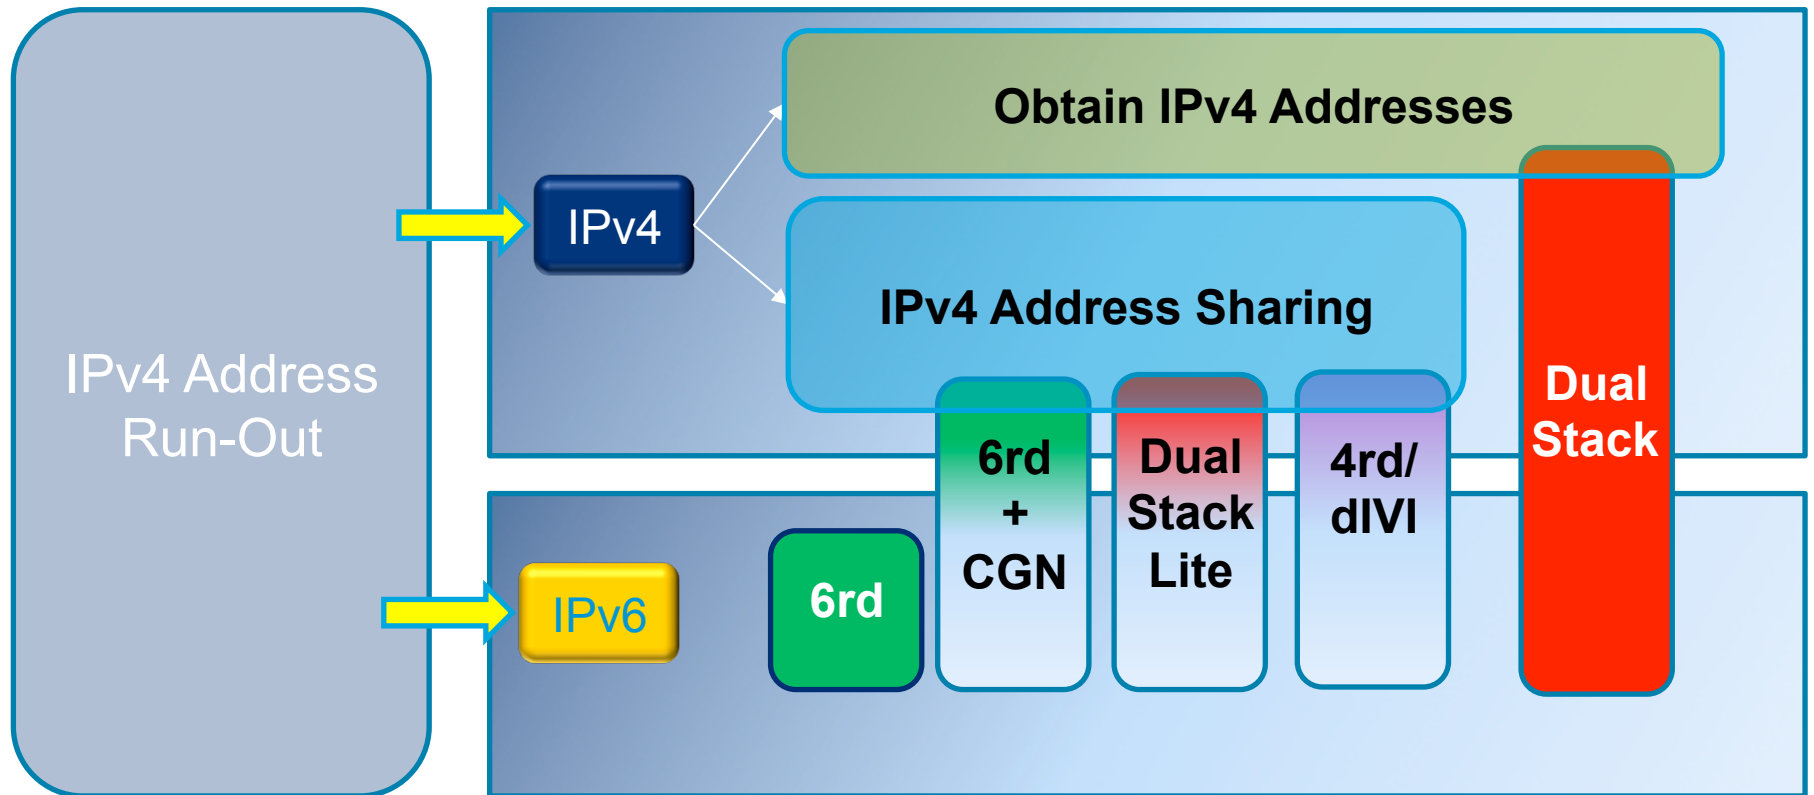 IPv4 Address
Run-Out
IPv4
Obtain IPv4 Addresses
IPv4 Address Sharing
IPv6
6rd
6rd
+
CGN
Dual
Stack
Lite
4rd/
dIVI
Dual
Stack